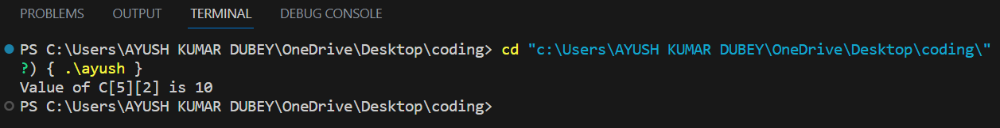 PROBLEMS OUTPUT TERMINAL DEBUG CONSOLE
PS C:\Users\AYUSH KUMAR DUBEY\OneDrive\Desktop\coding> cd "c:\Users\AYUSH KUMAR DUBEY\OneDrive\Desktop\coding\"
?) { .\ayush }
Value of C[5][2] is 10
PS C:\Users\AYUSH KUMAR DUBEY\OneDrive\Desktop\coding>